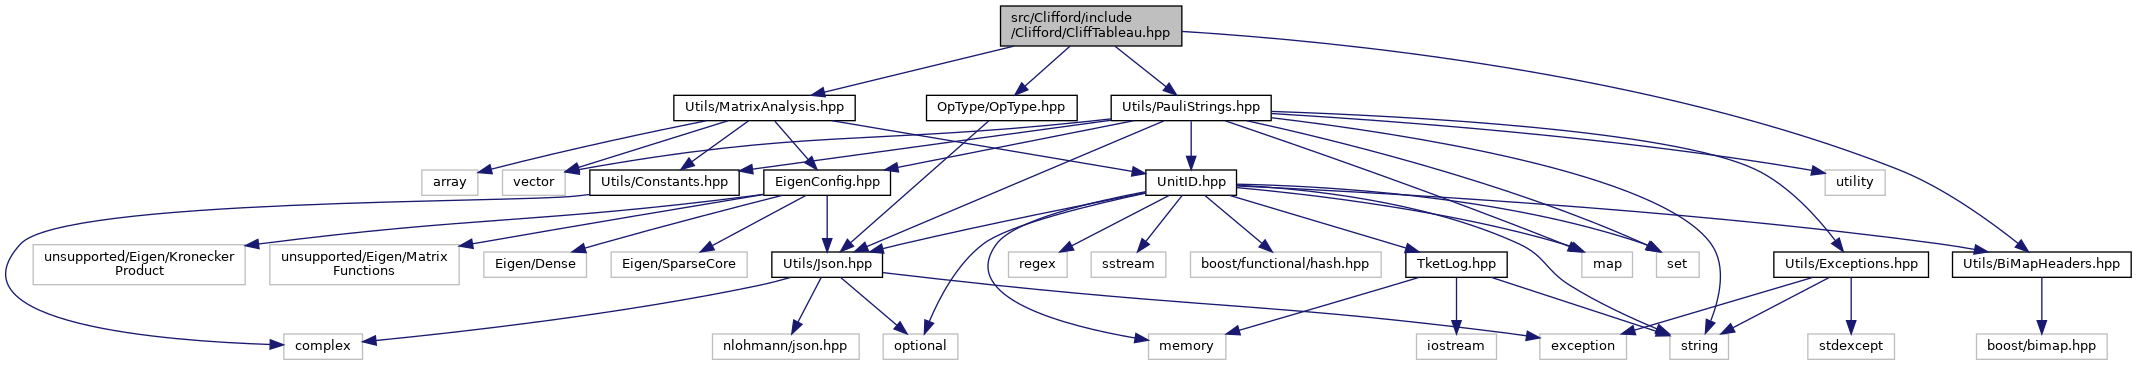 src/Clifford/include
/Clifford/CliffTableau.hpp
Utils/MatrixAnalysis.hpp
OpType/OpType.hpp
Utils/PauliStrings.hpp
array
vector
Utils/Constants.hpp
EigenConfig.hpp
UnitID.hpp
utility
unsupported/Eigen/Kronecker
Product
unsupported/Eigen/Matrix
Functions
Eigen/Dense
Eigen/SparseCore
Utils/Json.hpp
regex
sstream
boost/functional/hash.hpp
TketLog.hpp
map
set
Utils/Exceptions.hpp
Utils/BiMapHeaders.hpp
complex
nlohmann/json.hpp
optional
memory
iostream
exception
string
stdexcept
boost/bimap.hpp